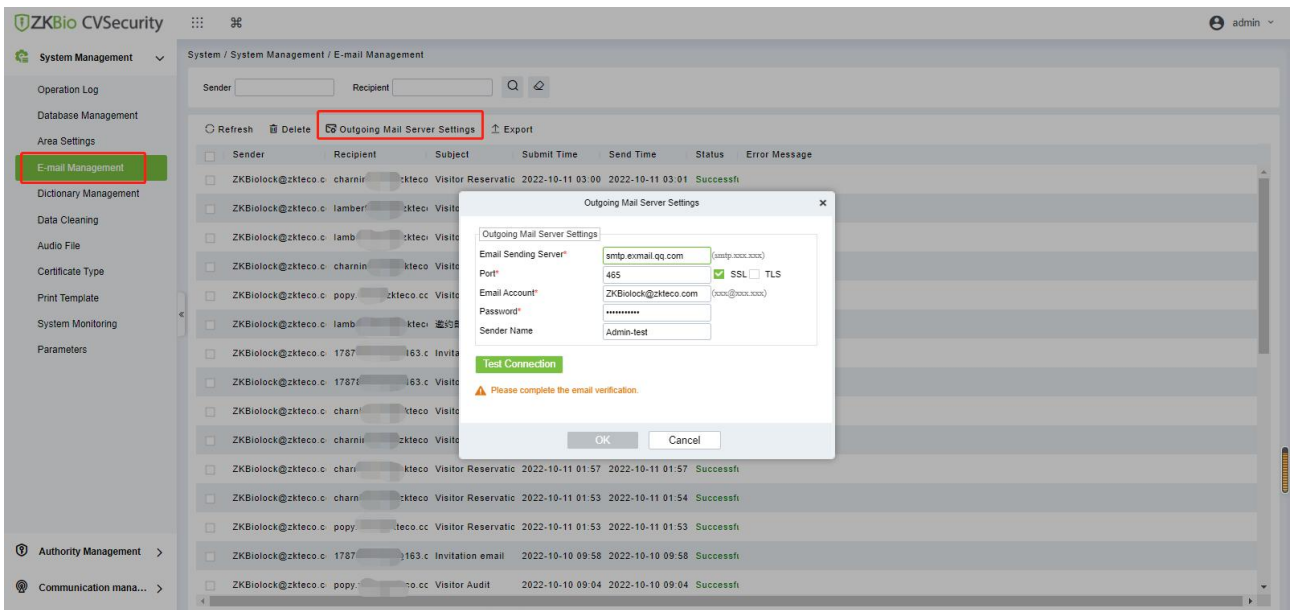 ZKBio CVSecurity
admin
System Management
Operation Log
Database Management
Area Settings
E-mail Management
Dictionary Management
Data Cleaning
Audio File
Certificate Type
Print Template
System Monitoring
Parameters
Authority Management
Communication mana...
System / System Management / E-mail Management
Sender Recipient
Refresh Delete Outgoing Mail Server Settings Export
Sender Recipient Subject Submit Time Send Time Status Error Message
ZKBiolock@zkteco.c Visitor Reservatic 2022-10-11 03:00 2022-10-11 03:01 Successfu
ZKBiolock@zkteco.c
ZKBiolock@zkteco.c
ZKBiolock@zkteco.c
ZKBiolock@zkteco.c
ZKBiolock@zkteco.c
ZKBiolock@zkteco.c
ZKBiolock@zkteco.c
ZKBiolock@zkteco.c
ZKBiolock@zkteco.c
ZKBiolock@zkteco.c Visitor Reservatic 2022-10-11 01:57 2022-10-11 01:57 Successfu
ZKBiolock@zkteco.c Visitor Reservatic 2022-10-11 01:53 2022-10-11 01:54 Successfu
ZKBiolock@zkteco.c Visitor Reservatic 2022-10-11 01:53 2022-10-11 01:53 Successfu
ZKBiolock@zkteco.c Invitation email 2022-10-10 09:58 2022-10-10 09:58 Successfu
ZKBiolock@zkteco.c Visitor Audit 2022-10-10 09:04 2022-10-10 09:04 Successfu
Outgoing Mail Server Settings
Outgoing Mail Server Settings
Email Sending Server* smtp.exmail.qq.com (smtp.xxx.xxx)
Port* 465 SSL TLS
Email Account* ZKBiolock@zkteco.com (xxx@xxx.xxx)
Password* •••••••••••
Sender Name Admin-test
Test Connection
Please complete the email verification.
OK Cancel